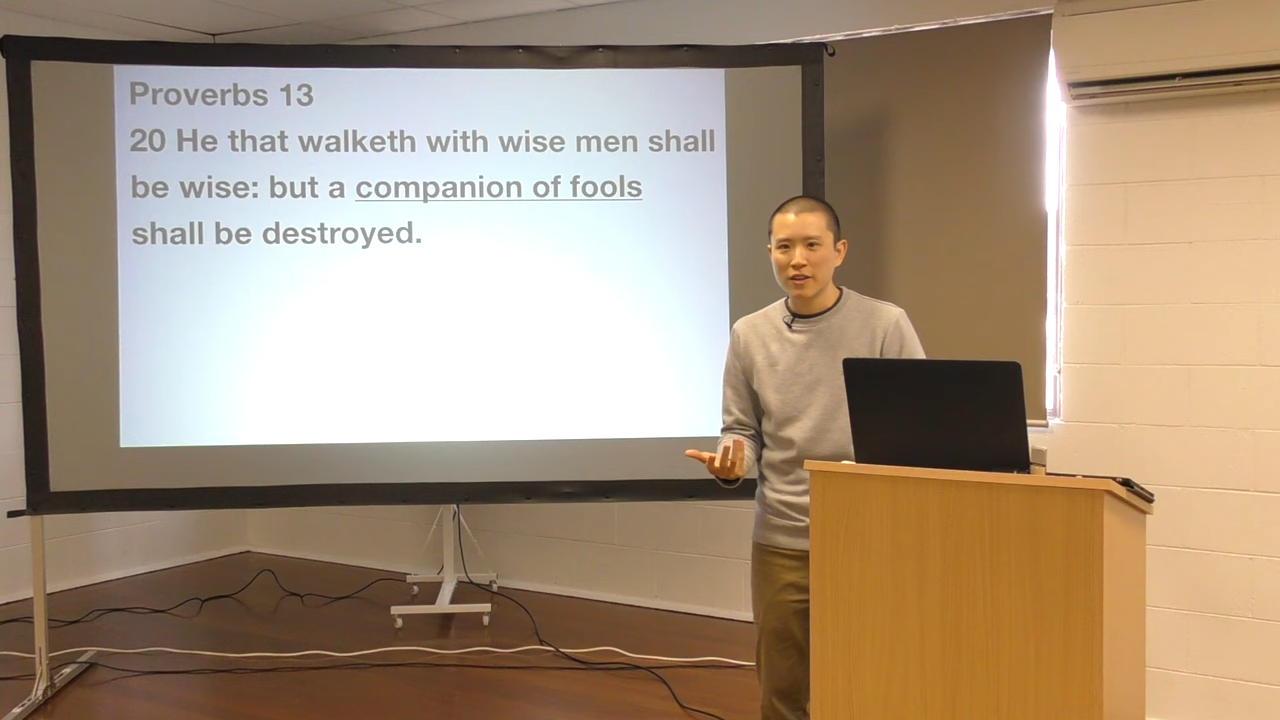 Proverbs 13
20 He that walketh with wise men shall
be wise: but a companion of fools
shall be destroyed.